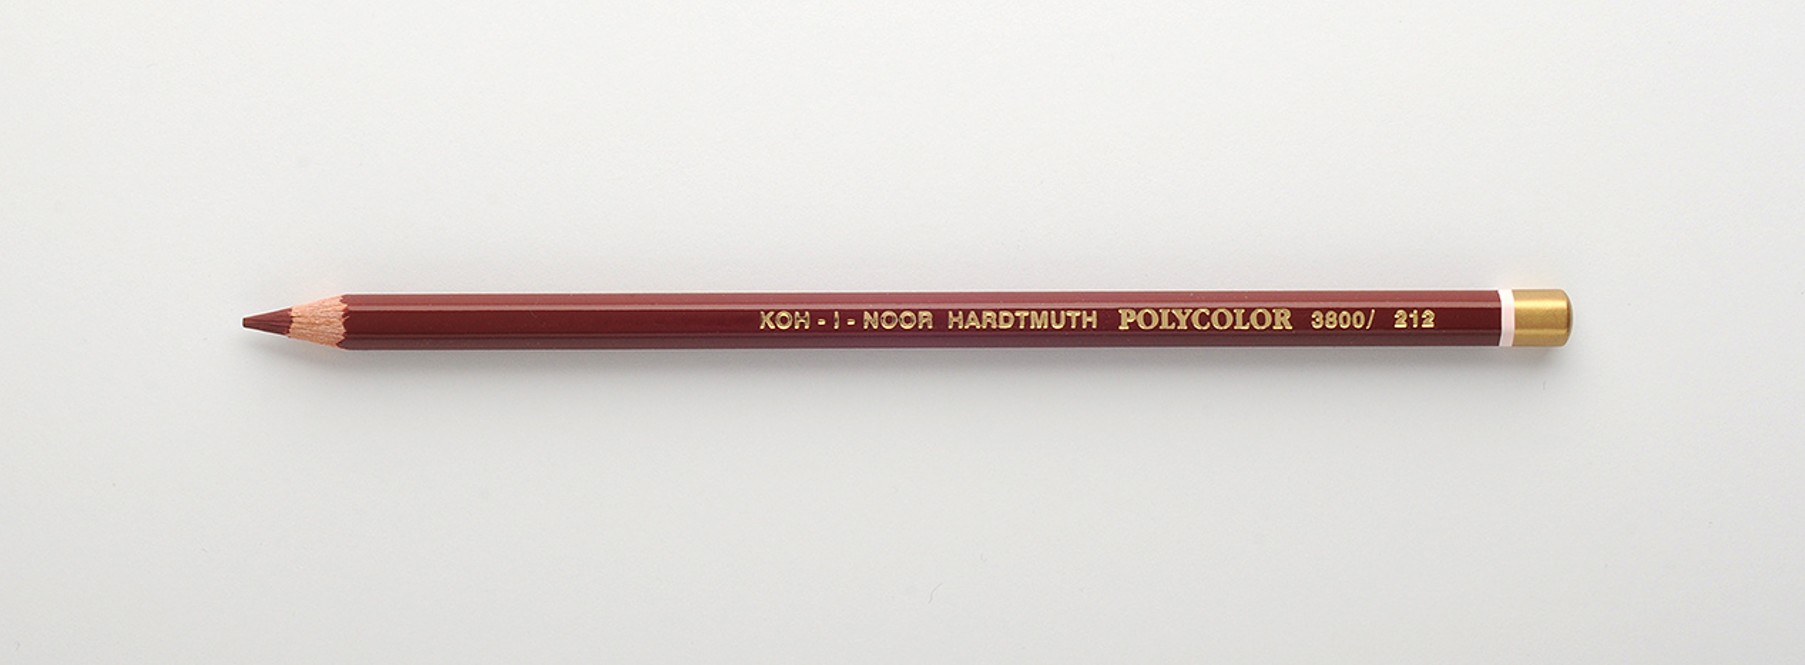 KOH-I-NOOR HARDTMUTH POLYCOLOR 3800/ 212